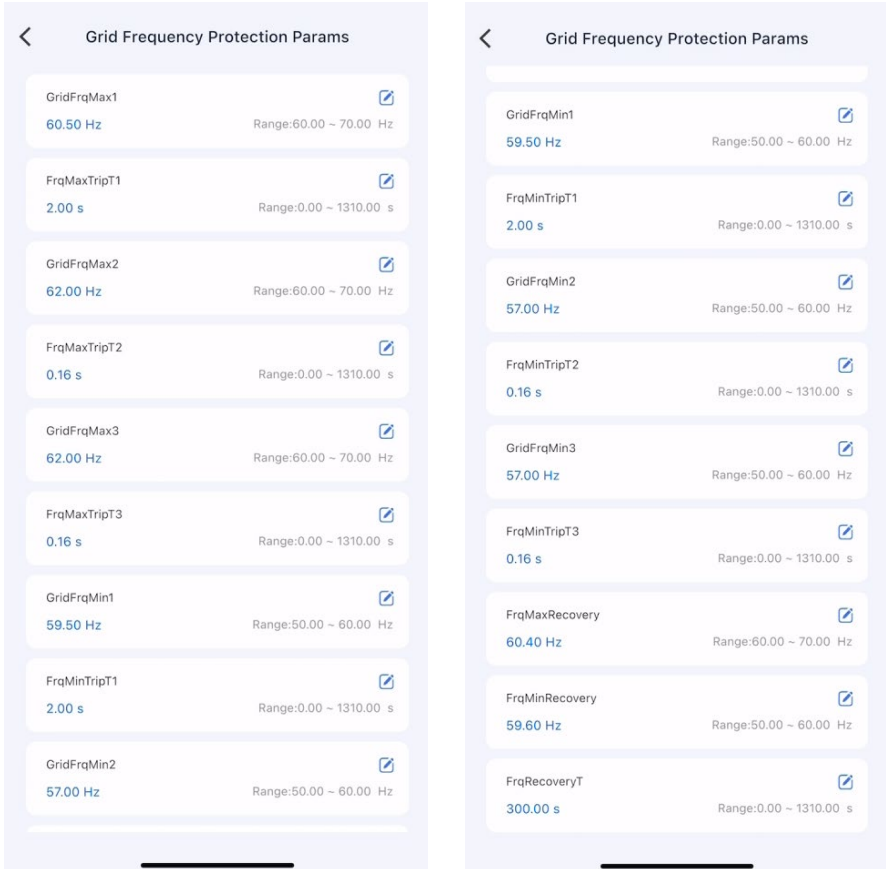 Grid Frequency Protection Params
GridFrqMax1
60.50 Hz Range:60.00 ~ 70.00 Hz
FrqMaxTripT1
2.00 s Range:0.00 ~ 1310.00 s
GridFrqMax2
62.00 Hz Range:60.00 ~ 70.00 Hz
FrqMaxTripT2
0.16 s Range:0.00 ~ 1310.00 s
GridFrqMax3
62.00 Hz Range:60.00 ~ 70.00 Hz
FrqMaxTripT3
0.16 s Range:0.00 ~ 1310.00 s
GridFrqMin1
59.50 Hz Range:50.00 ~ 60.00 Hz
FrqMinTripT1
2.00 s Range:0.00 ~ 1310.00 s
GridFrqMin2
57.00 Hz Range:50.00 ~ 60.00 Hz
Grid Frequency Protection Params
GridFrqMin1
59.50 Hz Range:50.00 ~ 60.00 Hz
FrqMinTripT1
2.00 s Range:0.00 ~ 1310.00 s
GridFrqMin2
57.00 Hz Range:50.00 ~ 60.00 Hz
FrqMinTripT2
0.16 s Range:0.00 ~ 1310.00 s
GridFrqMin3
57.00 Hz Range:50.00 ~ 60.00 Hz
FrqMinTripT3
0.16 s Range:0.00 ~ 1310.00 s
FrqMaxRecovery
60.40 Hz Range:60.00 ~ 70.00 Hz
FrqMinRecovery
59.60 Hz Range:50.00 ~ 60.00 Hz
FrqRecoveryT
300.00 s Range:0.00 ~ 1310.00 s